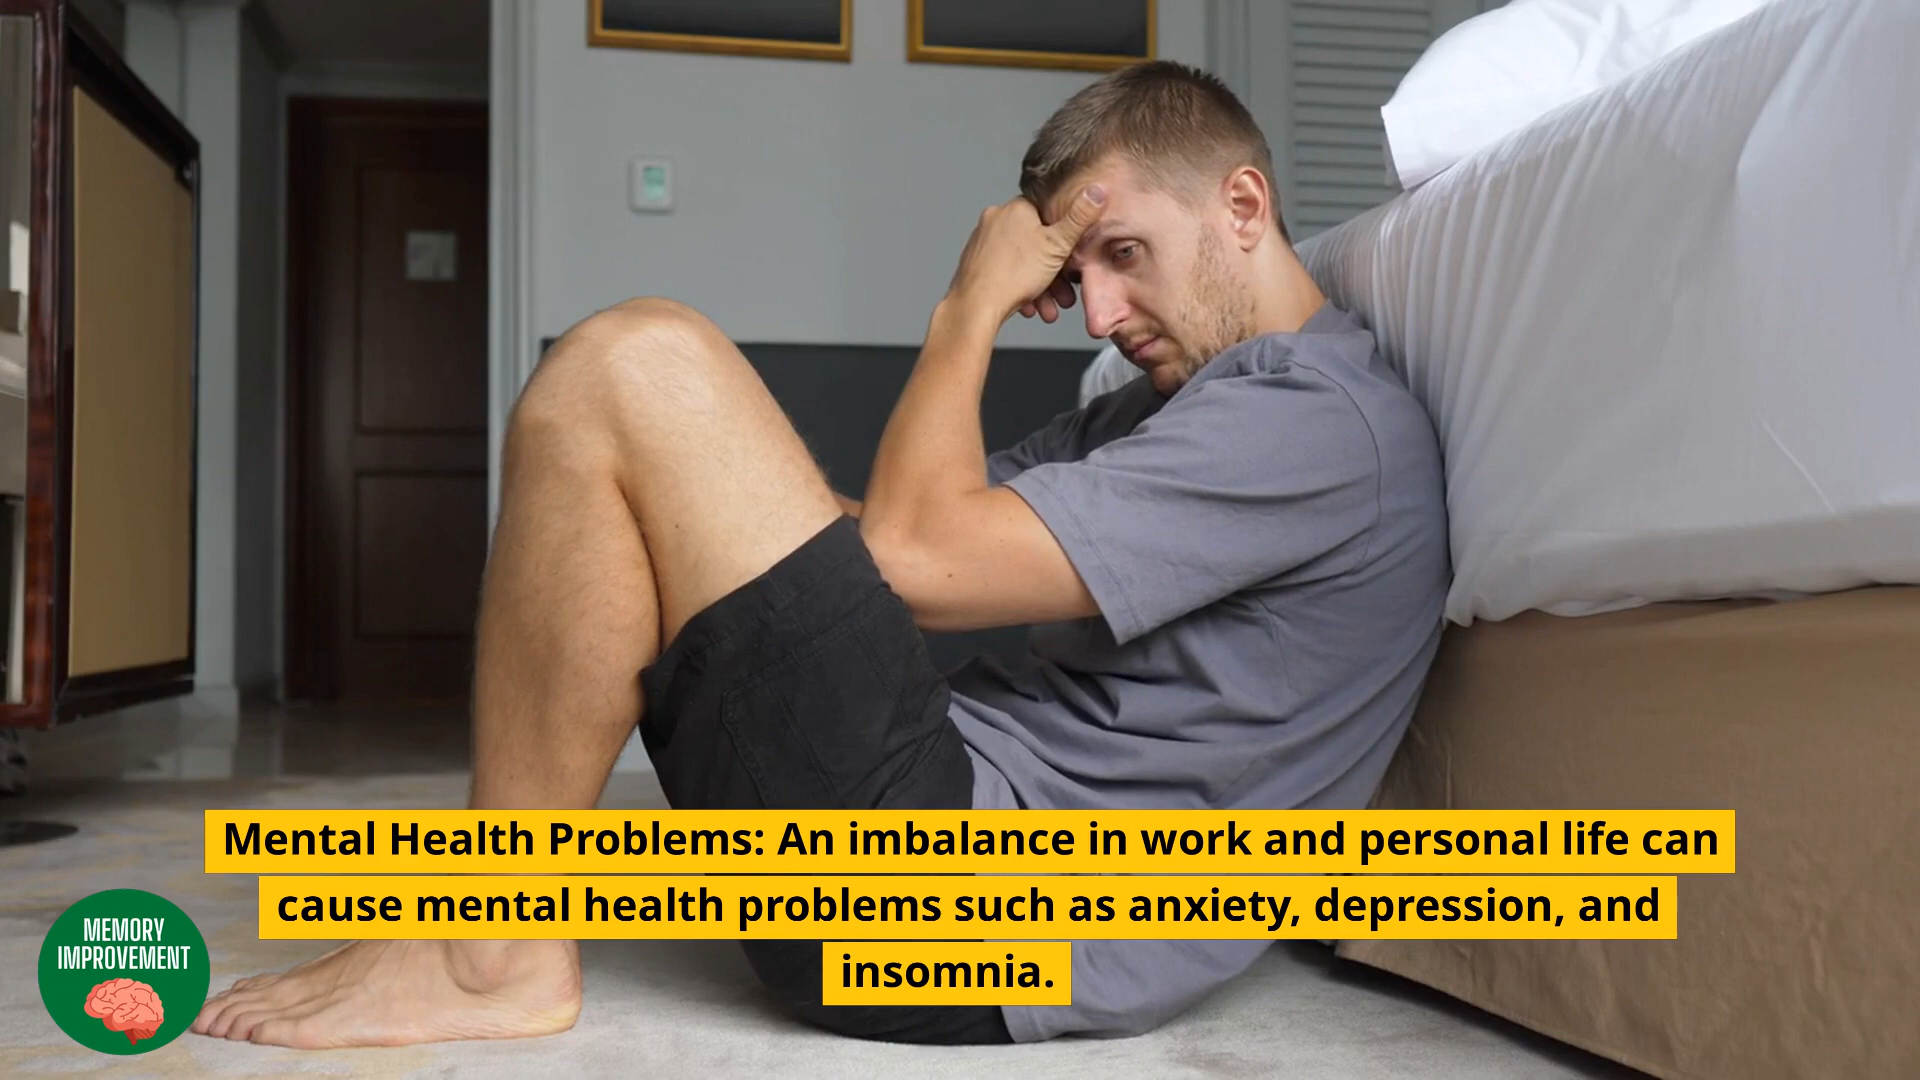 Mental Health Problems: An imbalance in work and personal life can
cause mental health problems such as anxiety, depression, and
insomnia.
MEMORY
IMPROVEMENT